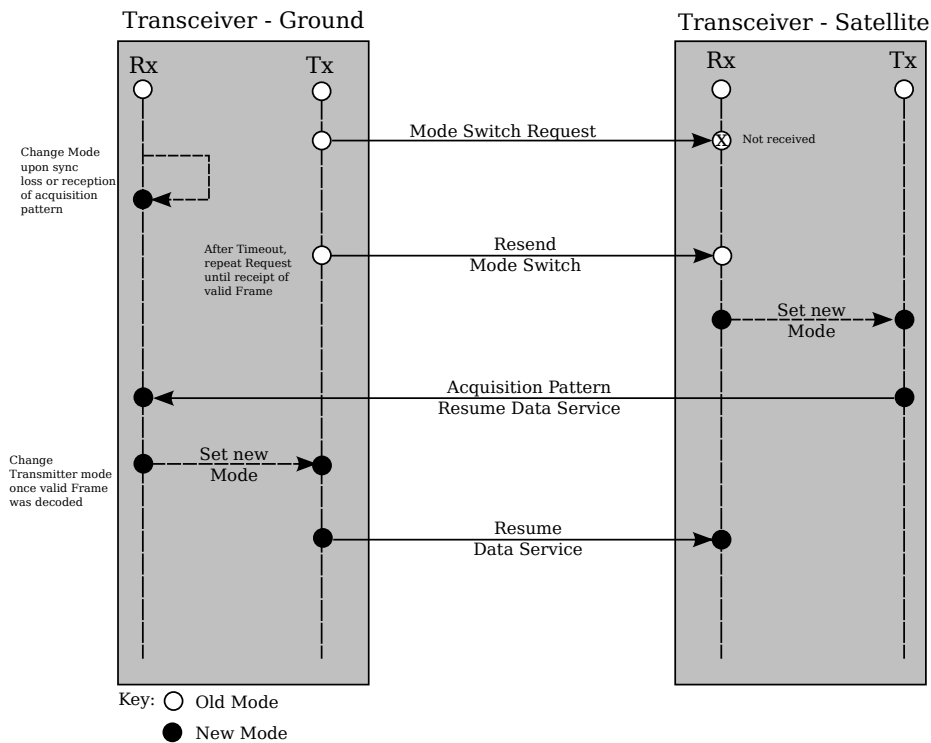 Transceiver - Ground
Transceiver - Satellite
Rx
Tx
Rx
Tx
Mode Switch Request
X
Not received
Change Mode
upon sync
loss or reception
of acquisition
pattern
After Timeout,
repeat Request
until receipt of
valid Frame
Resend
Mode Switch
Set new
Mode
Acquisition Pattern
Resume Data Service
Change
Transmitter mode
once valid Frame
was decoded
Set new
Mode
Resume
Data Service
Key:
Old Mode
New Mode